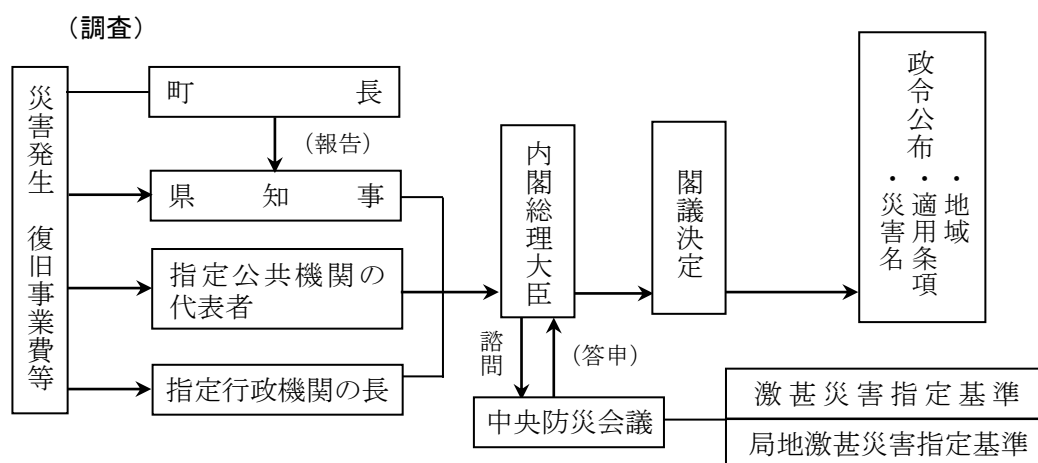 （調査）
災害発生　復旧事業費等
町　　　　長
（報告）
県　知　事
指定公共機関の
代表者
指定行政機関の長
内閣総理大臣
諮問
（答申）
中央防災会議
激甚災害指定基準
局地激甚災害指定基準
閣議決定
政令公布
・地域
・適用条項
・災害名